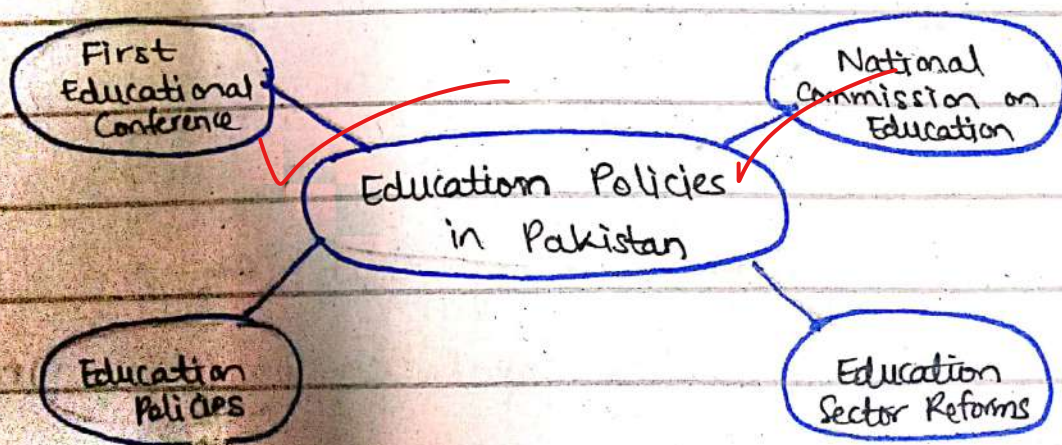 First
Educational
Conference
National
Commission on
Education
Education Policies
in Pakistan
Education
Policies
Education
Sector Reforms